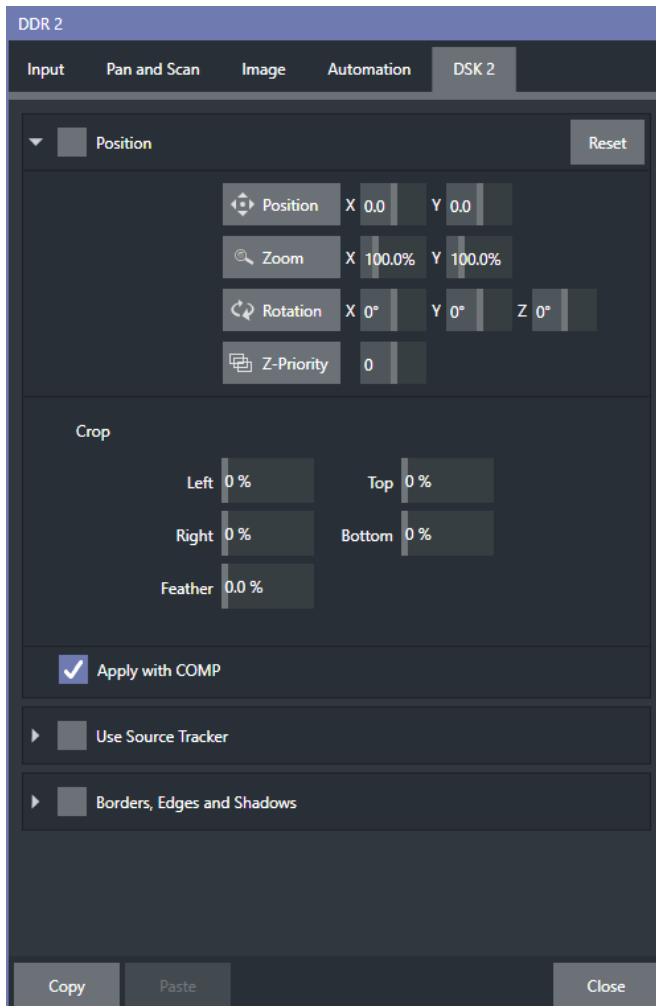 DDR 2
Input Pan and Scan Image Automation DSK 2
Position Reset
Position X 0.0 Y 0.0
Zoom X 100.0% Y 100.0%
Rotation X 0° Y 0° Z 0°
Z-Priority 0
Crop
Left 0 % Top 0 %
Right 0 % Bottom 0 %
Feather 0.0 %
Apply with COMP
Use Source Tracker
Borders, Edges and Shadows
Copy Paste Close